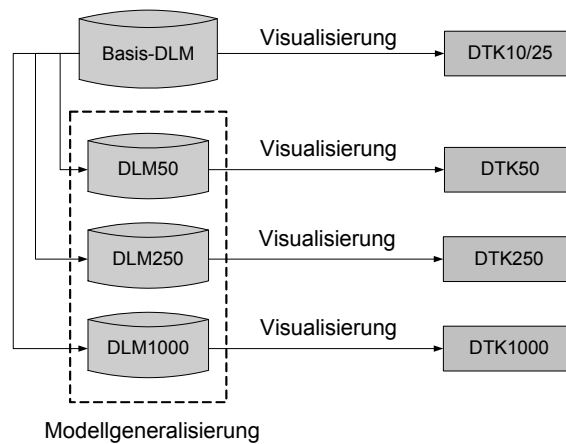 Basis-DLM
Visualisierung
DTK10/25
DLM50
Visualisierung
DTK50
DLM250
Visualisierung
DTK250
DLM1000
Visualisierung
DTK1000
Modellgeneralisierung